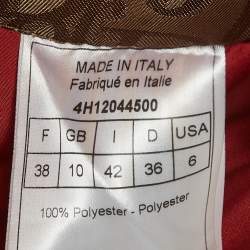 MADE IN ITALY
Fabriqué en Italie
4H12044500
F GB I D USA
38 10 42 36 6
100% Polyester - Polyester